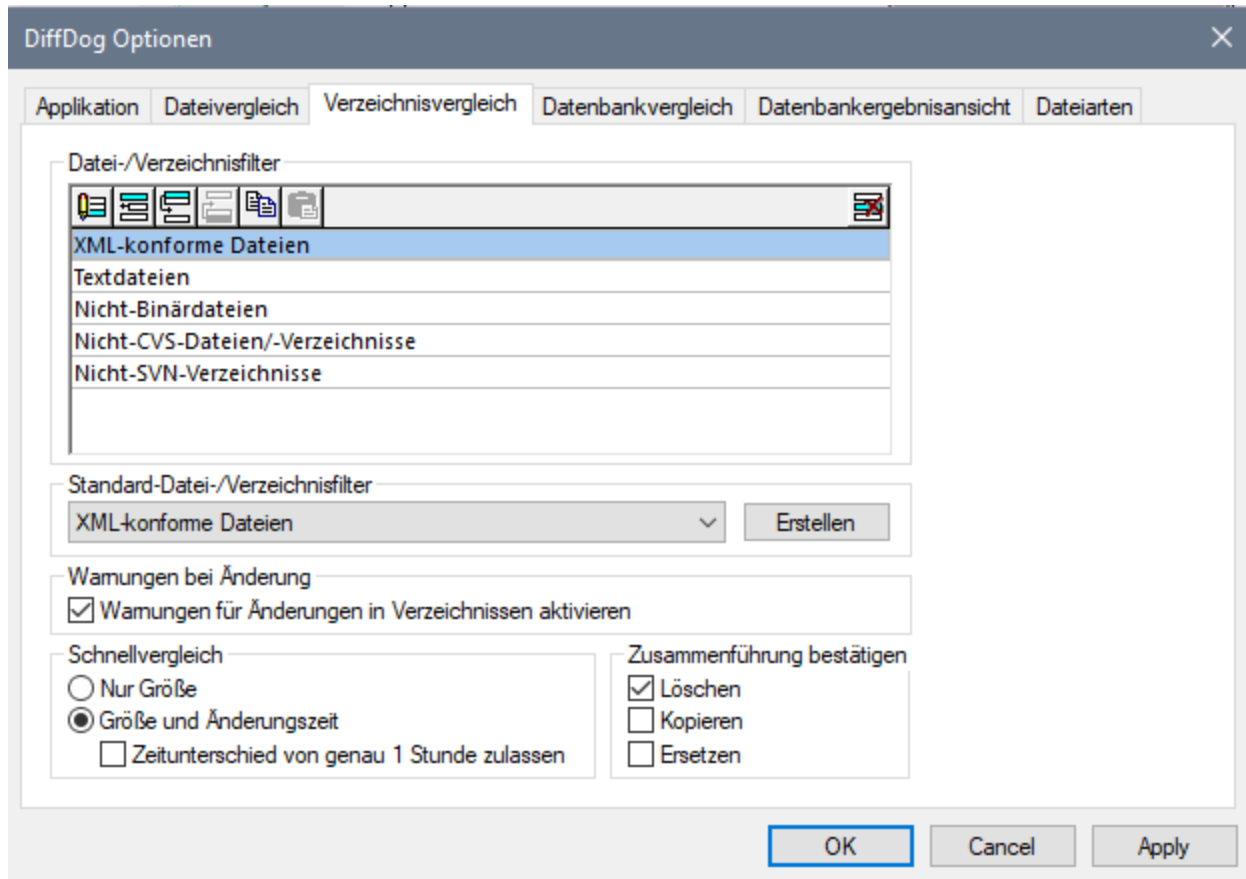 DiffDog Optionen
Applikation Dateivergleich Verzeichnisvergleich Datenbankvergleich Datenbankergebnisansicht Dateiarten
Datei-/Verzeichnisfilter
XML-konforme Dateien
Textdateien
Nicht-Binärdateien
Nicht-CVS-Dateien/-Verzeichnisse
Nicht-SVN-Verzeichnisse
Standard-Datei-/Verzeichnisfilter
XML-konforme Dateien Erstellen
Warnungen bei Änderung
Warnungen für Änderungen in Verzeichnissen aktivieren
Schnellvergleich
Nur Größe
Größe und Änderungszeit
Zeitunterschied von genau 1 Stunde zulassen
Zusammenführung bestätigen
Löschen
Kopieren
Ersetzen
OK Cancel Apply